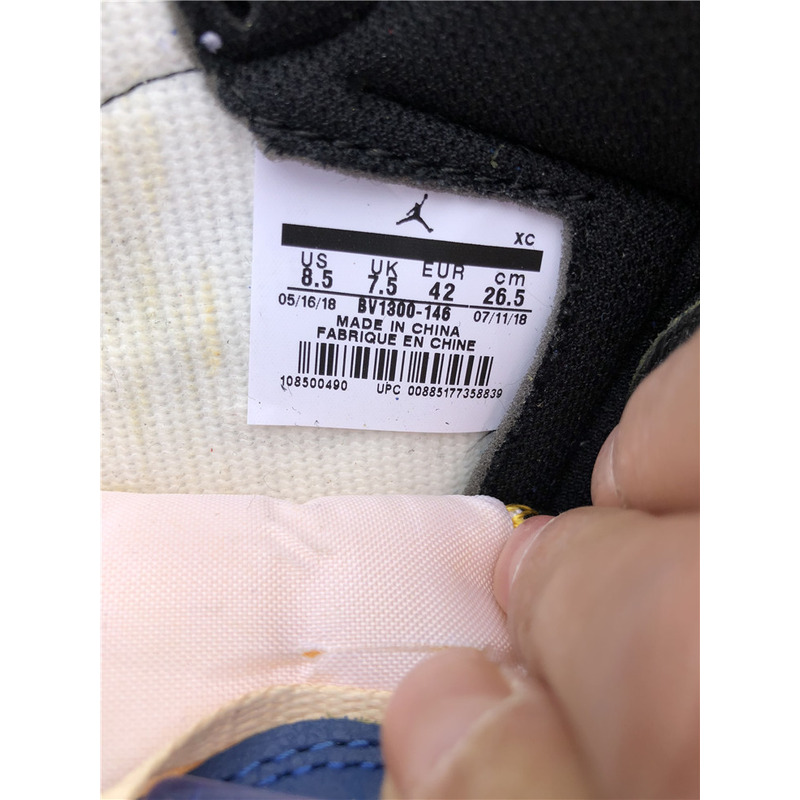 XC
US UK EUR cm
8.5 7.5 42 26.5
05/16/18 BV1300-146 07/11/18
MADE IN CHINA
FABRIQUE EN CHINE
108500490 UPC 00885177358839